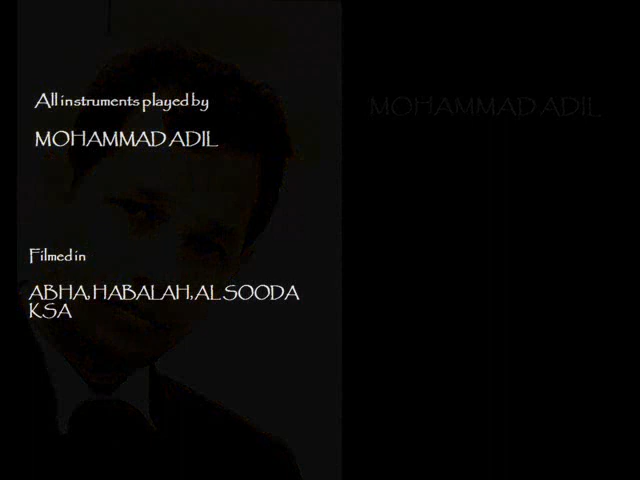 All instruments played by
MOHAMMAD ADIL
MOHAMMAD ADIL
Filmed in
ABHA, HABALAH, AL SOODA
KSA